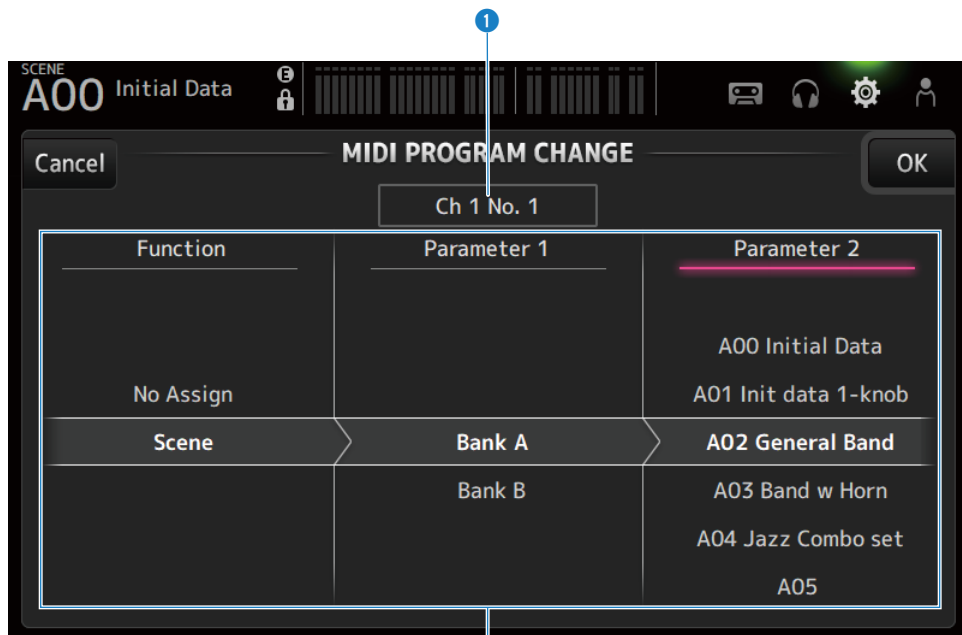 1
SCENE
A00 Initial Data
E
Cancel
MIDI PROGRAM CHANGE
OK
Ch 1 No. 1
Function Parameter 1 Parameter 2
A00 Initial Data
No Assign A01 Init data 1-knob
Scene Bank A A02 General Band
Bank B A03 Band w Horn
A04 Jazz Combo set
A05